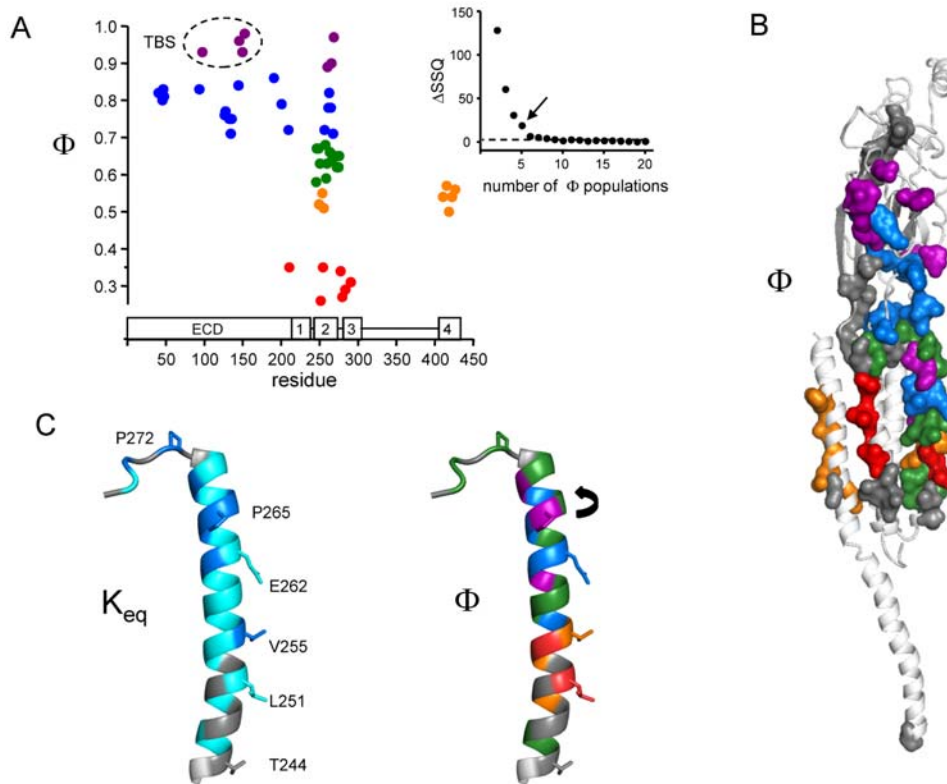 A
TBS
Φ
1.0
0.9
0.8
0.7
0.6
0.5
0.4
0.3
ECD 1 2 3 4
50 100 150 200 250 300 350 400 450
residue
ΔSSQ
150
100
50
0
5 10 15 20
number of Φ populations
B
Φ
C
P272
P265
E262
V255
L251
T244
Keq
Φ